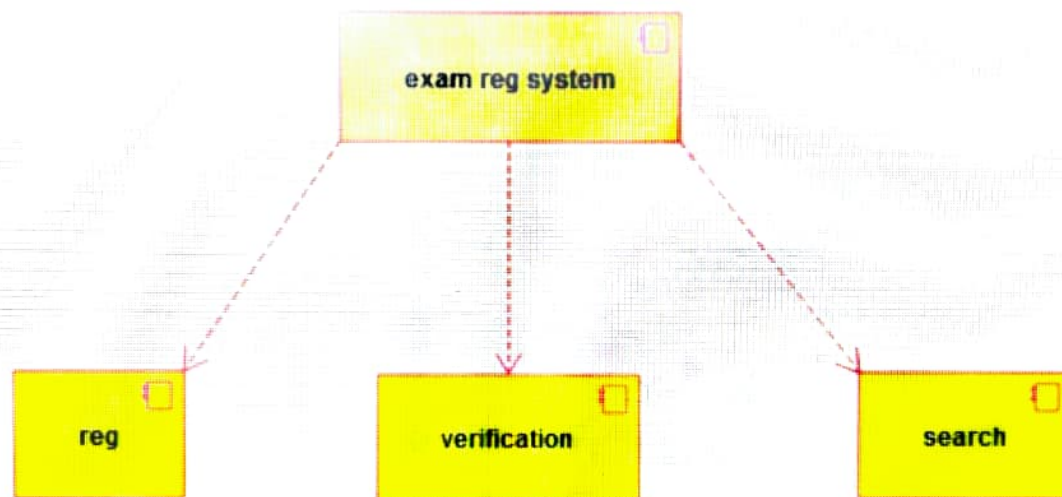 exam reg system
reg
verification
search